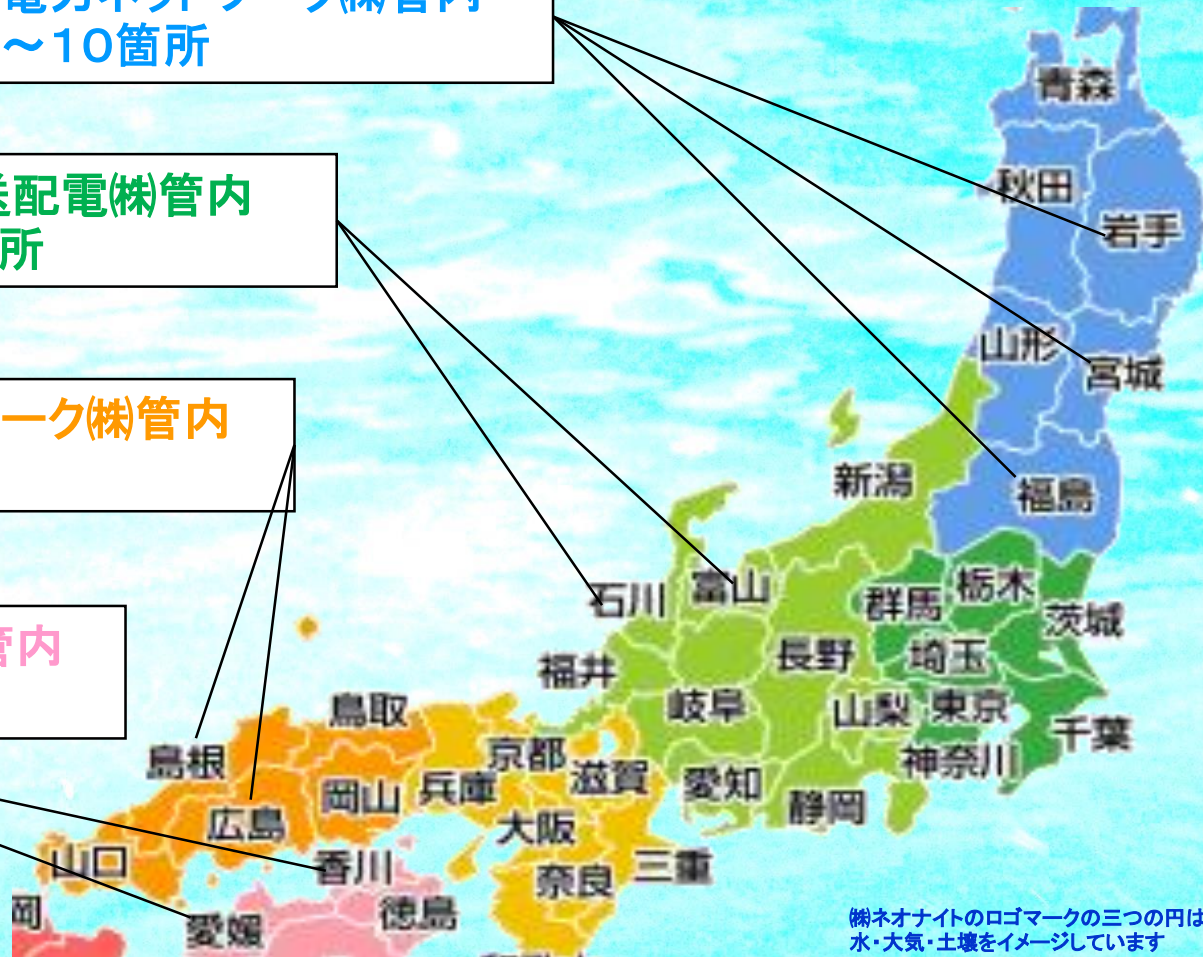 電力ネットワーク㈱管内
～１０箇所
送配電㈱管内
所
ーク㈱管内
管内
青森
秋田
岩手
山形
宮城
新潟
福島
石川
富山
群馬
栃木
茨城
福井
長野
埼玉
鳥取
岐阜
山梨
東京
千葉
島根
京都
滋賀
神奈川
兵庫
愛知
岡山
静岡
広島
大阪
山口
香川
奈良
三重
岡
徳島
愛媛
㈱ネオナイトのロゴマークの三つの円は
水・大気・土壌をイメージしています